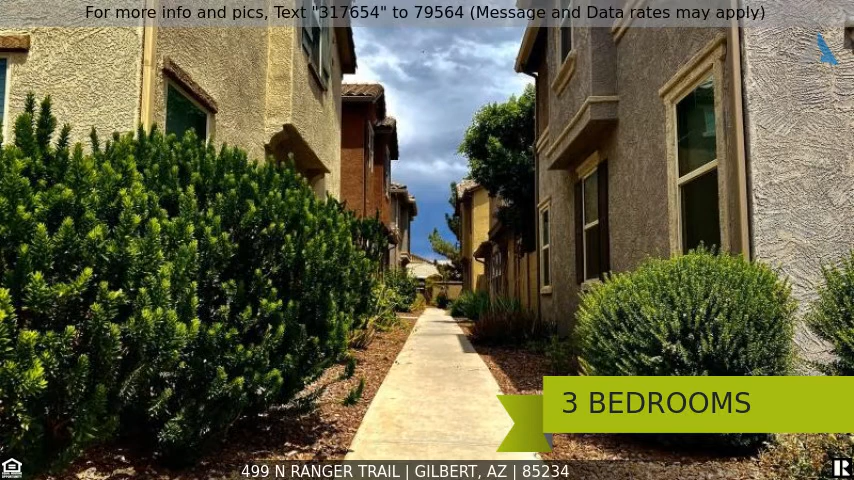 For more info and pics, Text "317654" to 79564 (Message and Data rates may apply)
3 BEDROOMS
499 N RANGER TRAIL | GILBERT, AZ | 85234